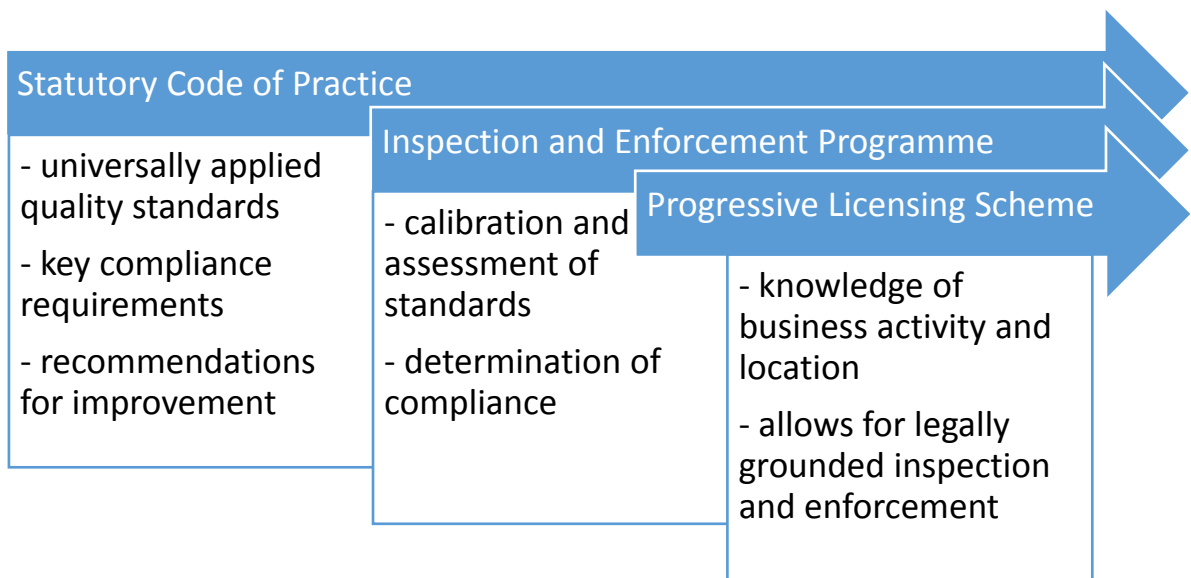 Statutory Code of Practice
- universally applied
quality standards
- key compliance
requirements
- recommendations
for improvement
Inspection and Enforcement Programme
- calibration and
assessment of
standards
- determination of
compliance
Progressive Licensing Scheme
- knowledge of
business activity and
location
- allows for legally
grounded inspection
and enforcement